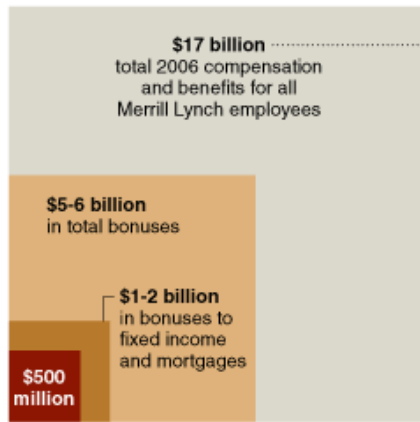 $17 billion
total 2006 compensation
and benefits for all
Merrill Lynch employees
$5-6 billion
in total bonuses
$1-2 billion
in bonuses to
fixed income
and mortgages
$500
million